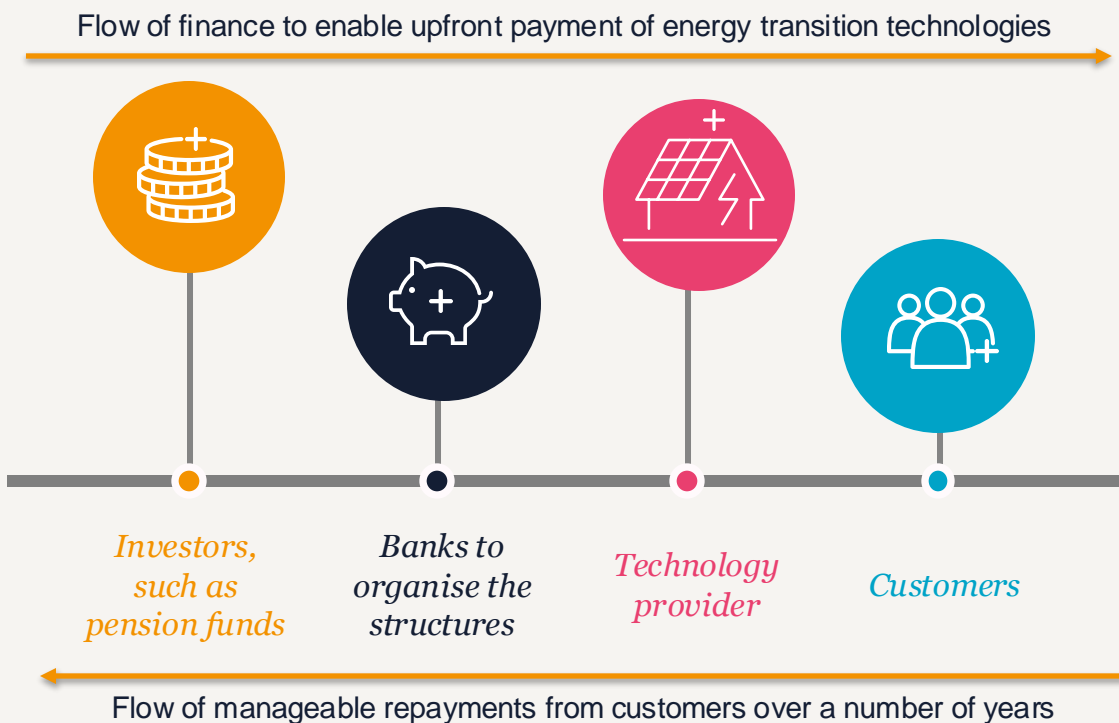 Flow of finance to enable upfront payment of energy transition technologies
Investors,
such as
pension funds
Banks to
organise the
structures
Technology
provider
Customers
Flow of manageable repayments from customers over a number of years